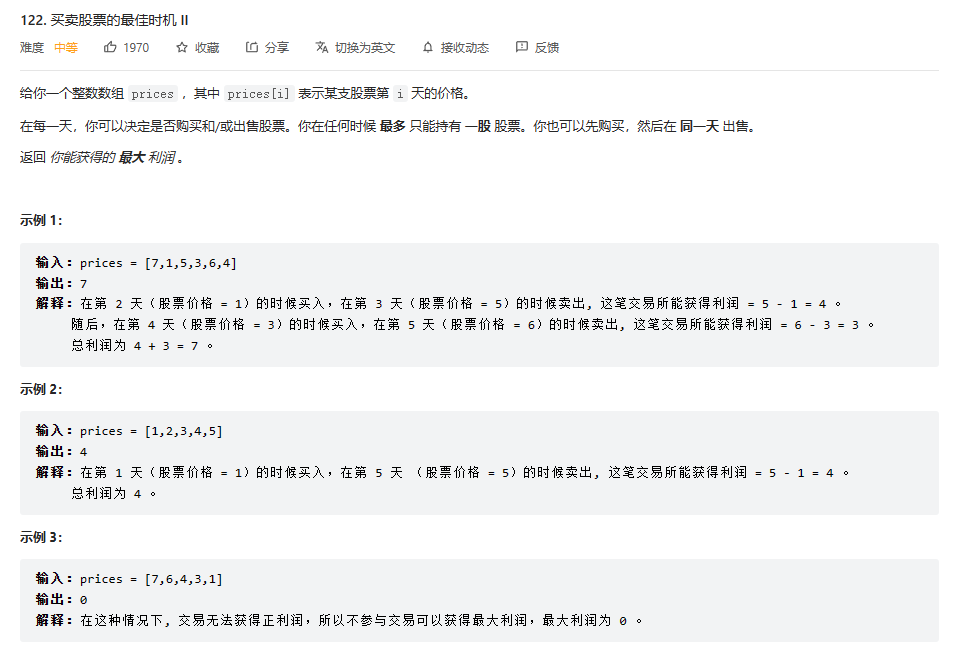 122. 买卖股票的最佳时机 II
难度 中等 1970 收藏 分享 切换为英文 接收动态 反馈
给你一个整数数组 prices ，其中 prices[i] 表示某支股票第 i 天的价格。
在每一天，你可以决定是否购买和/或出售股票。你在任何时候 最多 只能持有 一股 股票。你也可以先购买，然后在 同一天 出售。
返回 你能获得的 最大 利润 。
示例 1：
输入：prices = [7,1,5,3,6,4]
输出：7
解释：在第 2 天（股票价格 = 1）的时候买入，在第 3 天（股票价格 = 5）的时候卖出, 这笔交易所能获得利润 = 5 - 1 = 4 。
随后，在第 4 天（股票价格 = 3）的时候买入，在第 5 天（股票价格 = 6）的时候卖出, 这笔交易所能获得利润 = 6 - 3 = 3 。
总利润为 4 + 3 = 7 。
示例 2：
输入：prices = [1,2,3,4,5]
输出：4
解释：在第 1 天（股票价格 = 1）的时候买入，在第 5 天 （股票价格 = 5）的时候卖出, 这笔交易所能获得利润 = 5 - 1 = 4 。
总利润为 4 。
示例 3：
输入：prices = [7,6,4,3,1]
输出：0
解释：在这种情况下, 交易无法获得正利润，所以不参与交易可以获得最大利润，最大利润为 0 。